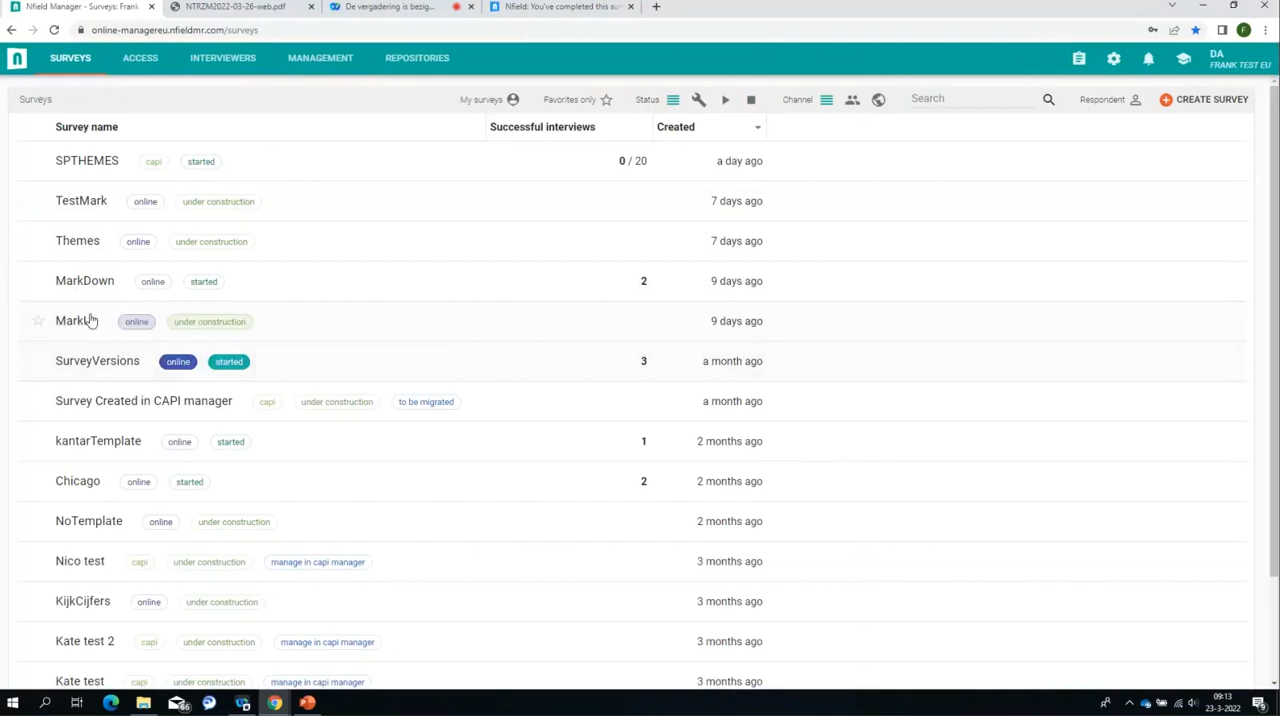 Nfield Manager - Surveys: Frank
NTRZM2022-03-26-web.pdf
De vergadering is bezig...
Nfield: You've completed this su
online-managereu.nfieldmr.com/surveys
SURVEYS ACCESS INTERVIEWERS MANAGEMENT REPOSITORIES
DA
FRANK TEST EU
Surveys My surveys Favorites only Status Channel Search Respondent CREATE SURVEY
Survey name Successful interviews Created
SPTHEMES capi started 0 / 20 a day ago
TestMark online under construction 7 days ago
Themes online under construction 7 days ago
MarkDown online started 2 9 days ago
online under construction 9 days ago
SurveyVersions online started 3 a month ago
Survey Created in CAPI manager capi under construction to be migrated a month ago
kantarTemplate online started 1 2 months ago
Chicago online started 2 2 months ago
NoTemplate online under construction 2 months ago
Nico test capi under construction manage in capi manager 3 months ago
KijkCijfers online under construction 3 months ago
Kate test 2 capi under construction manage in capi manager 3 months ago
Kate test capi under construction manage in capi manager 3 months ago
09:13
23-3-2022